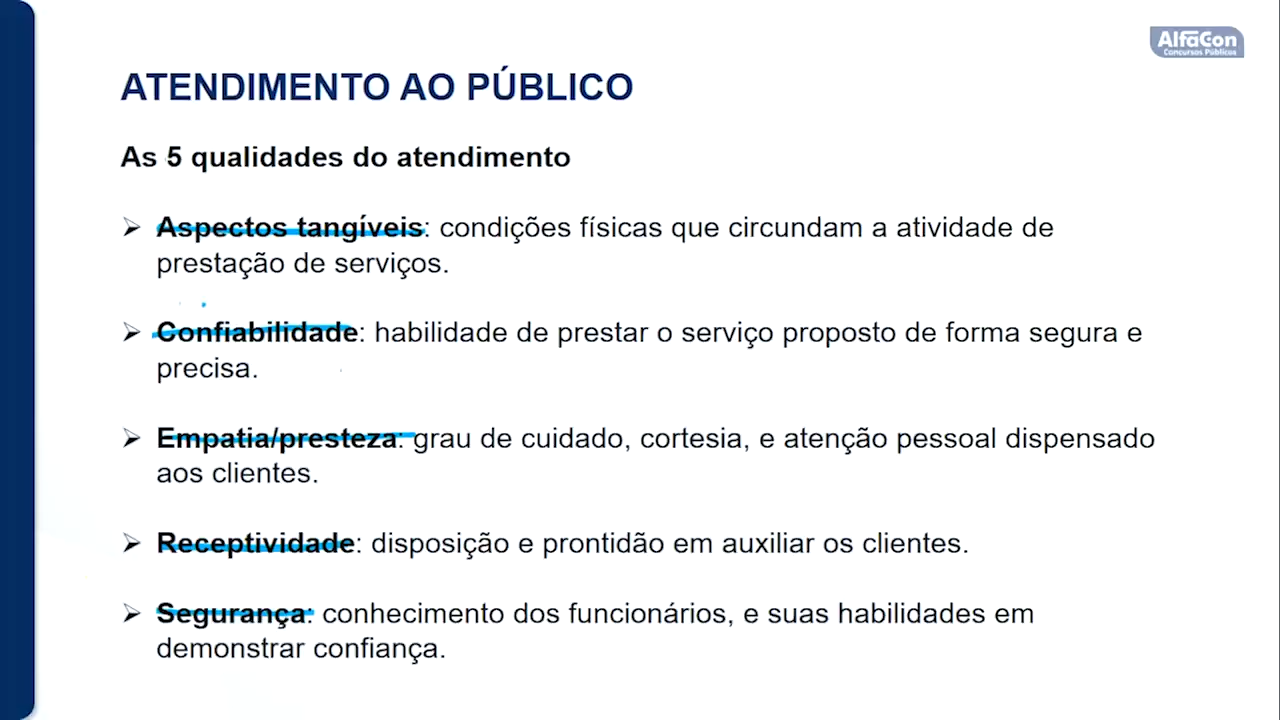 AlfaCon
Concursos Públicos
ATENDIMENTO AO PÚBLICO
As 5 qualidades do atendimento
➢ Aspectos tangíveis: condições físicas que circundam a atividade de
prestação de serviços.
➢ Confiabilidade: habilidade de prestar o serviço proposto de forma segura e
precisa.
➢ Empatia/presteza: grau de cuidado, cortesia, e atenção pessoal dispensado
aos clientes.
➢ Receptividade: disposição e prontidão em auxiliar os clientes.
➢ Segurança: conhecimento dos funcionários, e suas habilidades em
demonstrar confiança.